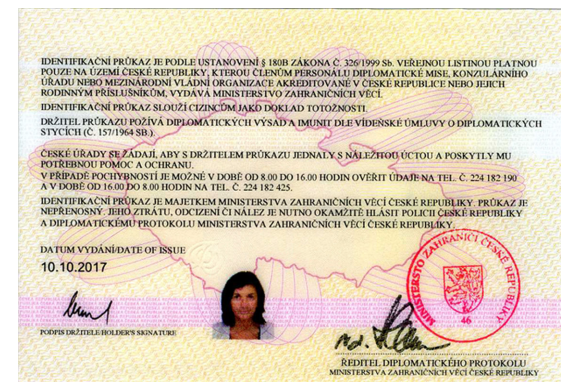 IDENTIFIKAČNÍ PRŮKAZ JE PODLE USTANOVENÍ § 180B ZÁKONA Č. 326/1999 Sb. VEŘEJNOU LISTINOU PLATNOU
POUZE NA ÚZEMÍ ČESKÉ REPUBLIKY, KTEROU ČLENŮM PERSONÁLU DIPLOMATICKÉ MISE, KONZULÁRNÍHO
ÚŘADU NEBO MEZINÁRODNÍ VLÁDNÍ ORGANIZACE AKREDITOVANÉ V ČESKÉ REPUBLICE NEBO JEJICH
RODINNÝM PŘÍSLUŠNÍKŮM, VYDÁVÁ MINISTERSTVO ZAHRANIČNÍCH VĚCÍ.
IDENTIFIKAČNÍ PRŮKAZ SLOUŽÍ CIZINCŮM JAKO DOKLAD TOTOŽNOSTI.
DRŽITEL PRŮKAZU POŽÍVÁ DIPLOMATICKÝCH VÝSAD A IMUNIT DLE VÍDEŇSKÉ ÚMLUVY O DIPLOMATICKÝCH
STYCÍCH (Č. 157/1964 SB.).
ČESKÉ ÚŘADY SE ŽÁDAJÍ, ABY S DRŽITELEM PRŮKAZU JEDNALY S NÁLEŽITOU ÚCTOU A POSKYTLY MU
POTŘEBNOU POMOC A OCHRANU.
V PŘÍPADĚ POCHYBNOSTÍ JE MOŽNÉ V DOBĚ OD 8.00 DO 16.00 HODIN OVĚŘIT ÚDAJE NA TEL. Č. 224 182 190
A V DOBĚ OD 16.00 DO 8.00 HODIN NA TEL. Č. 224 182 425.
IDENTIFIKAČNÍ PRŮKAZ JE MAJETKEM MINISTERSTVA ZAHRANIČNÍCH VĚCÍ ČESKÉ REPUBLIKY. PRŮKAZ JE
NEPŘENOSNÝ. JEHO ZTRÁTU, ODCIZENÍ ČI NÁLEZ JE NUTNO OKAMŽITĚ HLÁSIT POLICII ČESKÉ REPUBLIKY
A DIPLOMATICKÉMU PROTOKOLU MINISTERSTVA ZAHRANIČNÍCH VĚCÍ ČESKÉ REPUBLIKY.
DATUM VYDÁNÍ/DATE OF ISSUE
10.10.2017
MINISTERSTVO ZAHRANIČÍ ČESKÉ REPUBLIKY
46
PODPIS DRŽITELE HOLDER'S SIGNATURE
ŘEDITEL DIPLOMATICKÉHO PROTOKOLU
MINISTERSTVA ZAHRANIČNÍCH VĚCÍ ČESKÉ REPUBLIKY